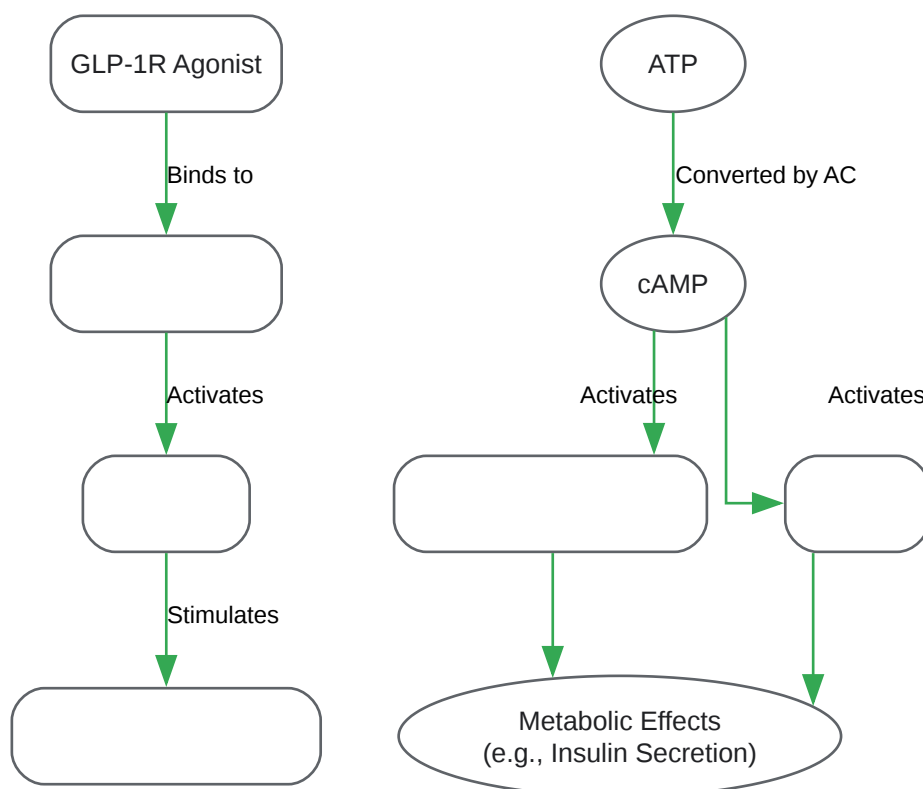 GLP-1R Agonist
ATP
Binds to
Converted by AC
cAMP
Activates
Activates
Activates
Stimulates
Metabolic Effects
(e.g., Insulin Secretion)